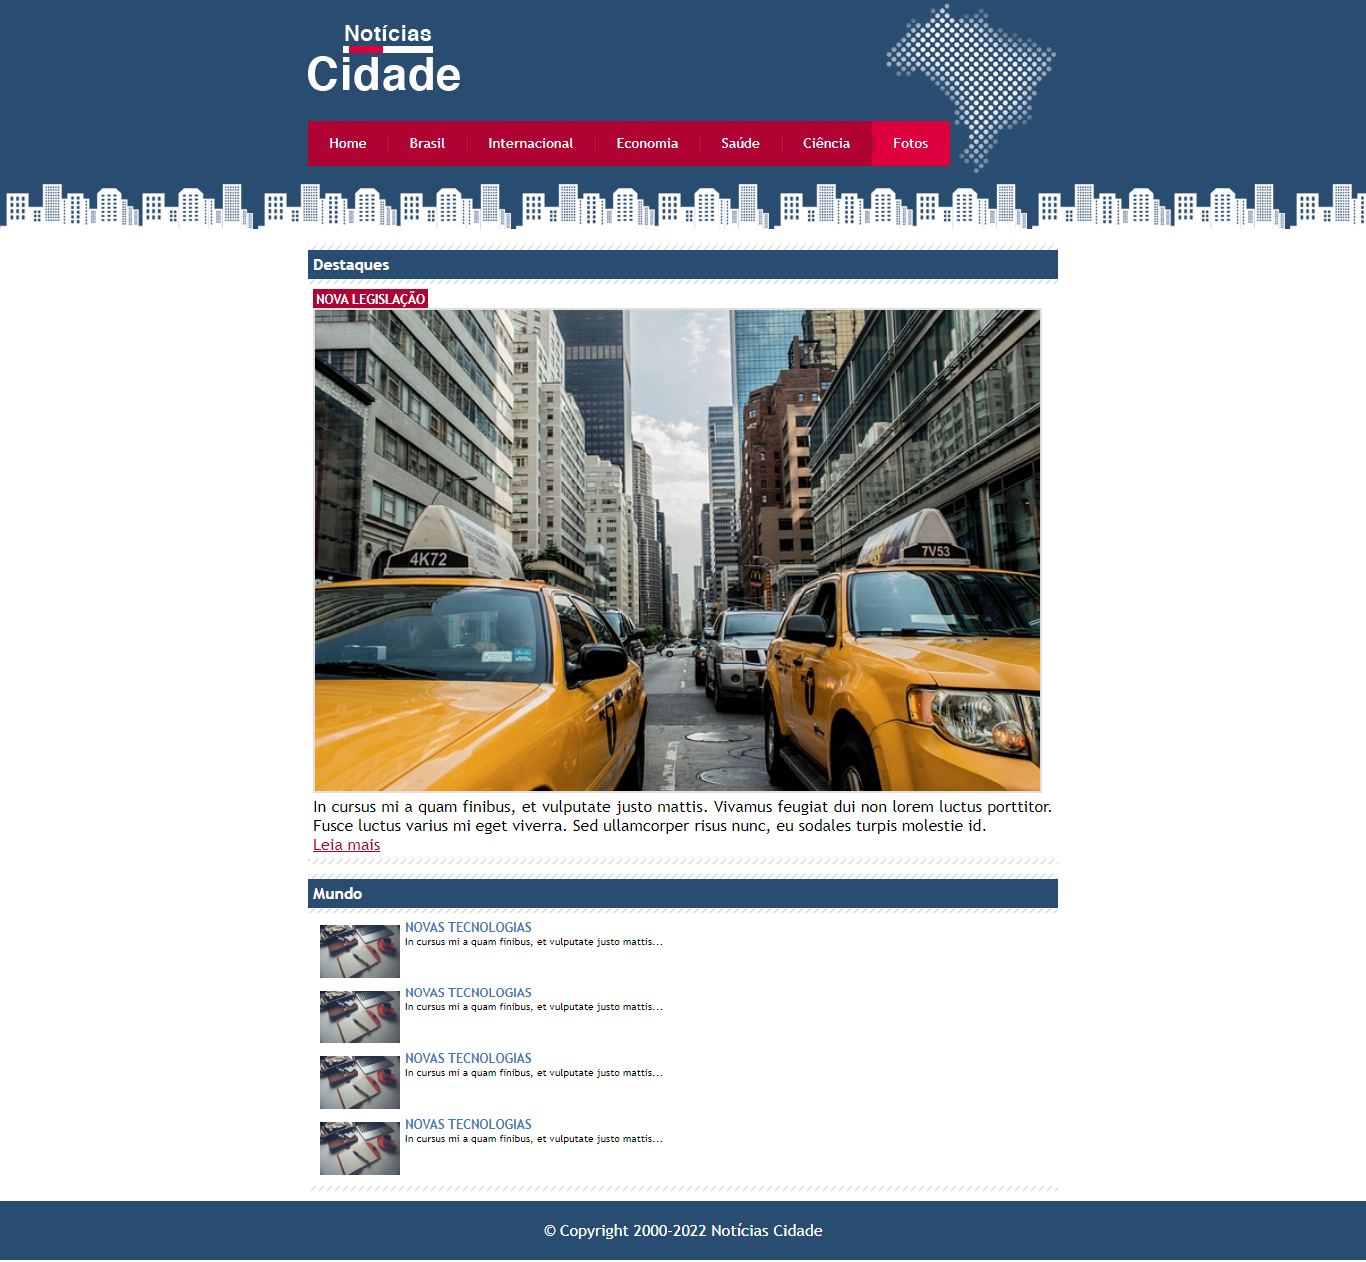 Notícias
Cidade
Home Brasil Internacional Economia Saúde Ciência Fotos
Destaques
NOVA LEGISLAÇÃO
4K72
7V53
In cursus mi a quam finibus, et vulputate justo mattis. Vivamus feugiat dui non lorem luctus porttitor.
Fusce luctus varius mi eget viverra. Sed ullamcorper risus nunc, eu sodales turpis molestie id.
Leia mais
Mundo
NOVAS TECNOLOGIAS
In cursus mi a quam finibus, et vulputate justo mattis...
NOVAS TECNOLOGIAS
In cursus mi a quam finibus, et vulputate justo mattis...
NOVAS TECNOLOGIAS
In cursus mi a quam finibus, et vulputate justo mattis...
NOVAS TECNOLOGIAS
In cursus mi a quam finibus, et vulputate justo mattis...
© Copyright 2000-2022 Notícias Cidade